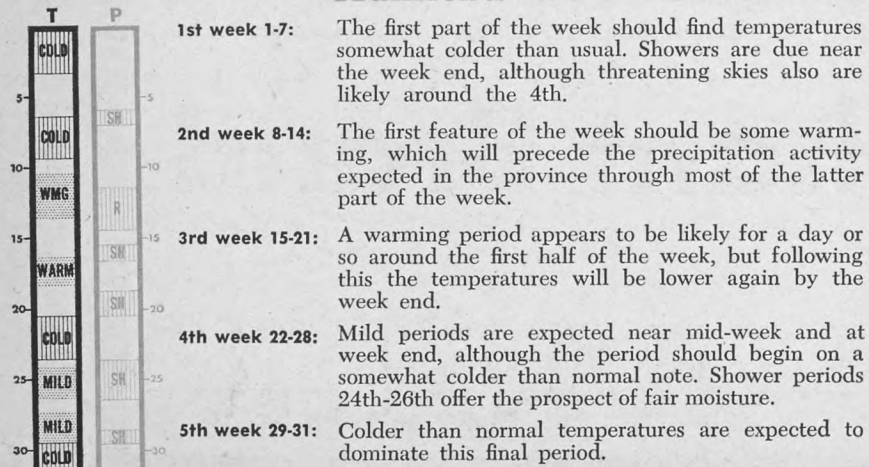 T P
COLD
5
5
SH
COLD
10
10
WMG
R
15
15
SH
WARM
SH
20
20
COLD
25
MILD
SH
25
MILD
SH
30
COLD
30
1st week 1-7: The first part of the week should find temperatures
somewhat colder than usual. Showers are due near
the week end, although threatening skies also are
likely around the 4th.
2nd week 8-14: The first feature of the week should be some warm-
ing, which will precede the precipitation activity
expected in the province through most of the latter
part of the week.
3rd week 15-21: A warming period appears to be likely for a day or
so around the first half of the week, but following
this the temperatures will be lower again by the
week end.
4th week 22-28: Mild periods are expected near mid-week and at
week end, although the period should begin on a
somewhat colder than normal note. Shower periods
24th-26th offer the prospect of fair moisture.
5th week 29-31: Colder than normal temperatures are expected to
dominate this final period.